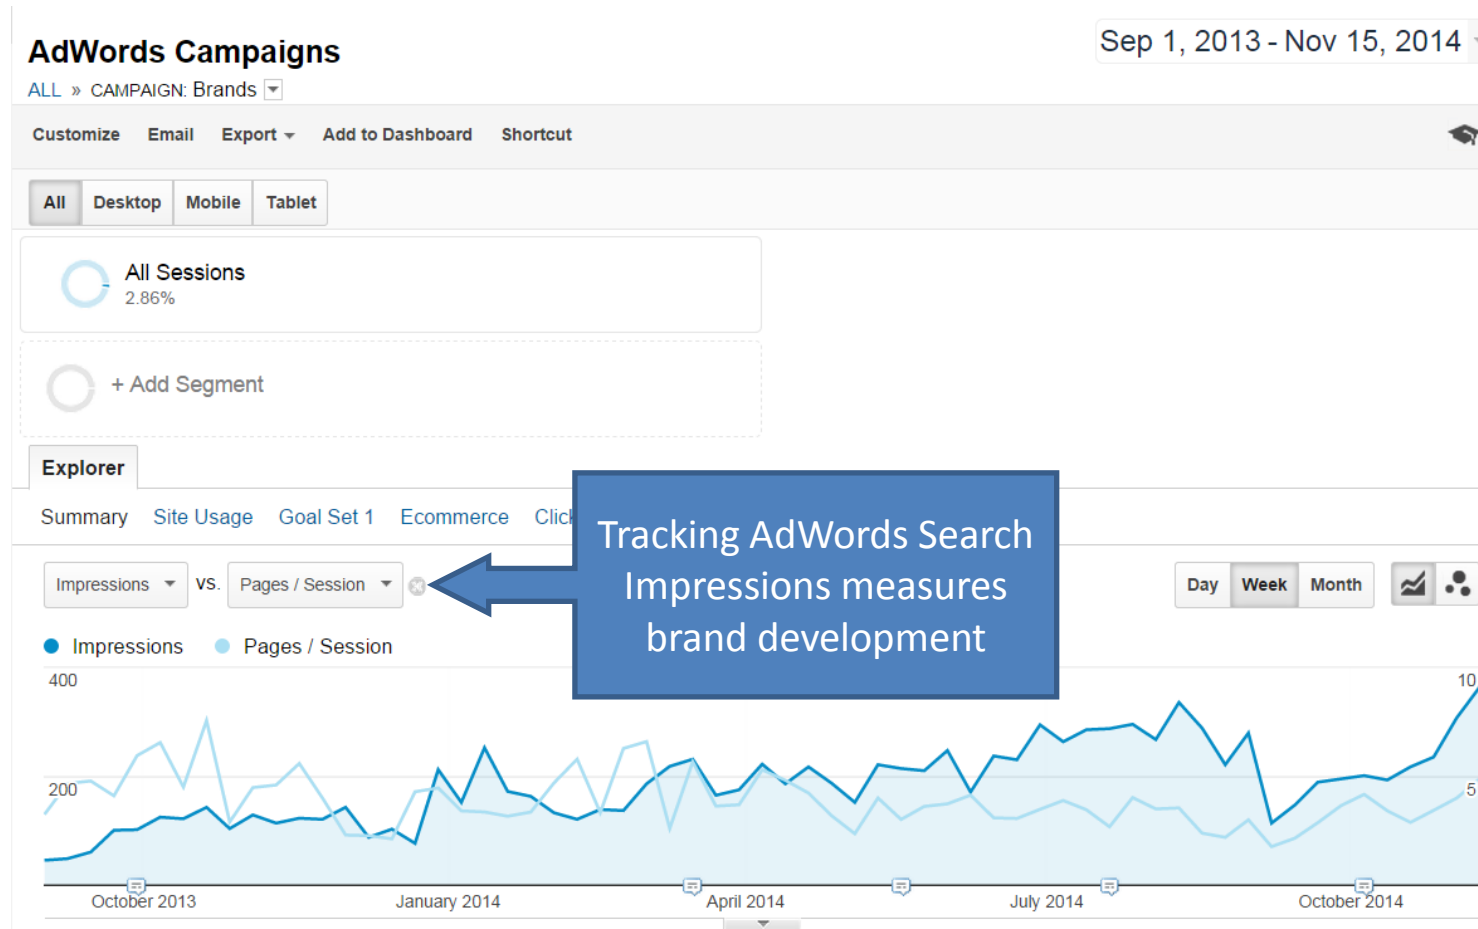 AdWords Campaigns
Sep 1, 2013 - Nov 15, 2014
ALL » CAMPAIGN: Brands
Customize Email Export Add to Dashboard Shortcut
All Desktop Mobile Tablet
All Sessions
2.86%
+ Add Segment
Explorer
Summary Site Usage Goal Set 1 Ecommerce
Tracking AdWords Search
Impressions measures
brand development
Impressions VS. Pages / Session
Day Week Month
Impressions Pages / Session
400
10
200
5
October 2013 January 2014 April 2014 July 2014 October 2014